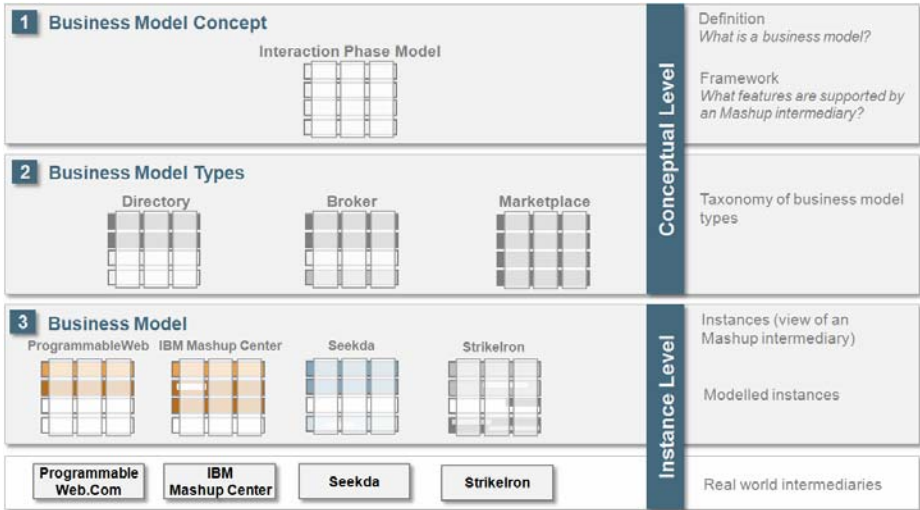 1 Business Model Concept
Interaction Phase Model
Definition
What is a business model?
Framework
What features are supported by
an Mashup intermediary?
Conceptual Level
2 Business Model Types
Directory Broker Marketplace
Taxonomy of business model
types
3 Business Model
ProgrammableWeb IBM Mashup Center Seekda StrikeIron
Instances (view of an
Mashup intermediary)
Modelled instances
Instance Level
Programmable
Web.Com
IBM
Mashup Center
Seekda
StrikeIron
Real world intermediaries